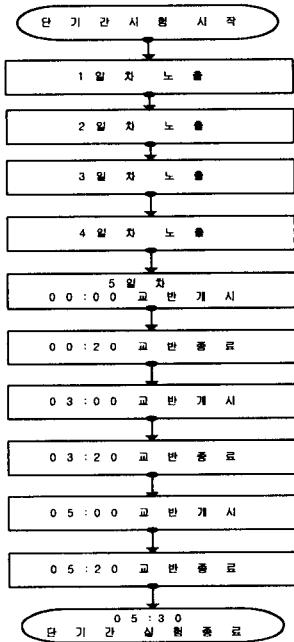 단 기 간 시 험 시 작
1 일 차 노 출
2 일 차 노 출
3 일 차 노 출
4 일 차 노 출
5 일 차
0 0 : 0 0 교 반 개 시
0 0 : 2 0 교 반 종 료
0 3 : 0 0 교 반 개 시
0 3 : 2 0 교 반 종 료
0 5 : 0 0 교 반 개 시
0 5 : 2 0 교 반 종 료
0 5 : 3 0
단 기 간 실 험 종 료